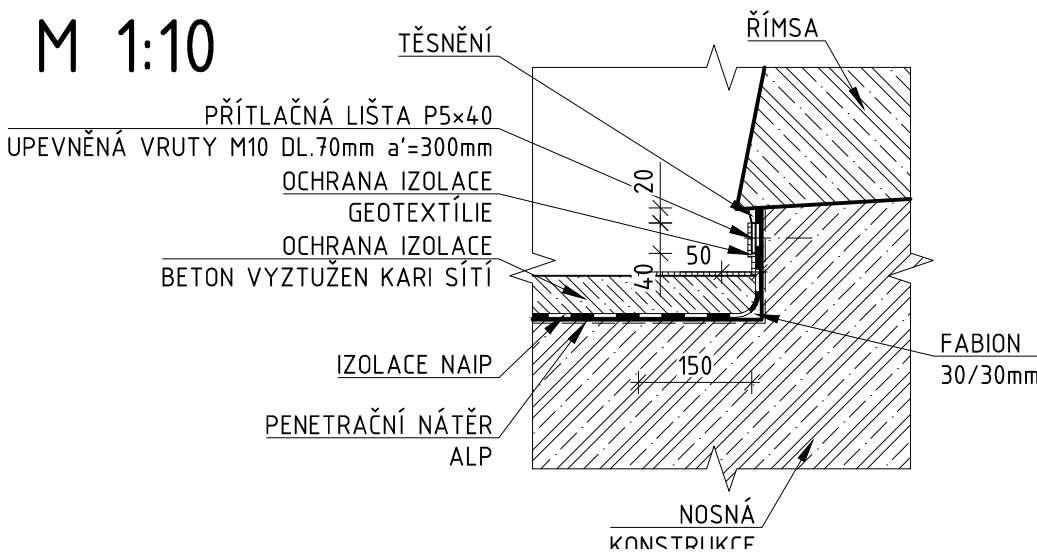 M 1:10
TĚSNĚNÍ
ŘÍMSA
PŘÍTLAČNÁ LIŠTA P5×40
UPEVNĚNÁ VRUTY M10 DL.70mm a'=300mm
OCHRANA IZOLACE
GEOTEXTÍLIE
OCHRANA IZOLACE
BETON VYZTUŽEN KARI SÍTÍ
20
40
50
IZOLACE NAIP
150
FABION
30/30mm
PENETRAČNÍ NÁTĚR
ALP
NOSNÁ
KONSTRUKCE